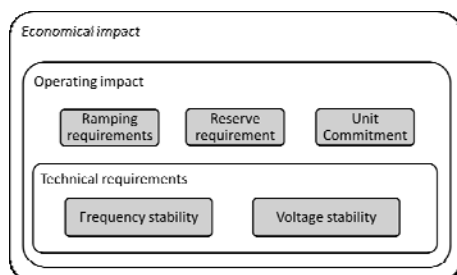 Economical impact
Operating impact
Ramping
requirements
Reserve
requirement
Unit
Commitment
Technical requirements
Frequency stability
Voltage stability